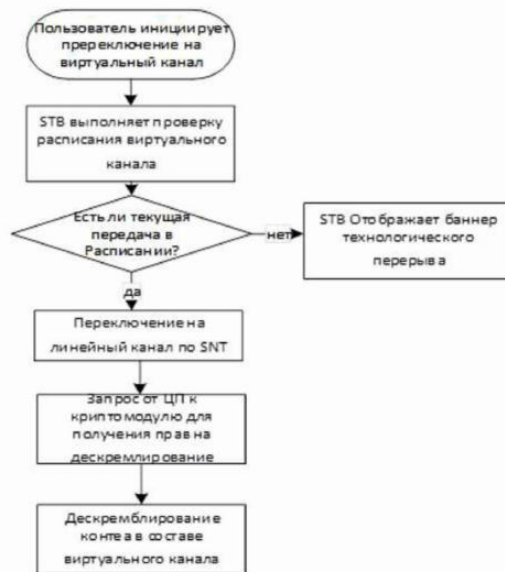 Пользователь инициирует
пререключение на
виртуальный канал
STB выполняет проверку
расписания виртуального
канала
Есть ли текущая
передача в
Расписании?
нет
STB Отображает баннер
технологического
перерыва
да
Переключение на
линейный канал по SNT
Запрос от ЦП к
криптомодулю для
получения прав на
дескремлирование
Дескремблирование
контеа в составе
виртуального канала